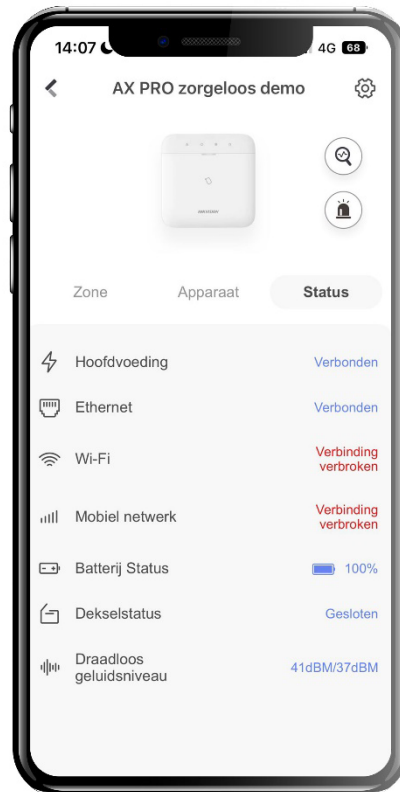 14:07
4G 68
AX PRO zorgeloos demo
HIKVISION
Zone Apparaat Status
Hoofdvoeding Verbonden
Ethernet Verbonden
Wi-Fi Verbinding
verbroken
Mobiel netwerk Verbinding
verbroken
Batterij Status 100%
Dekselstatus Gesloten
Draadloos
geluidsniveau 41dBM/37dBM